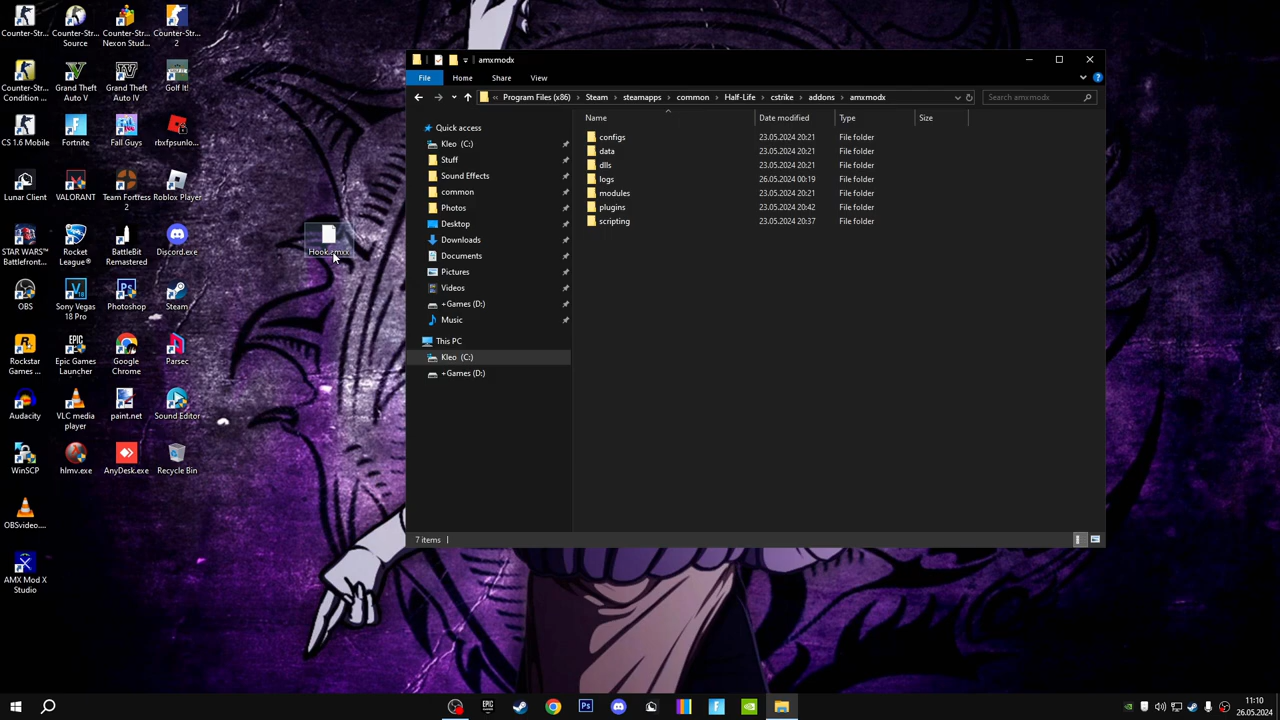 Counter-Str...
Counter-Str...
Source
Counter-Str...
Nexon Stud...
Counter-Str...
2
Counter-Str...
Condition ...
Grand Theft
Auto V
Grand Theft
Auto IV
Golf It!
CS 1.6 Mobile
Fortnite
Fall Guys
rbxfpsunlo...
Lunar Client
VALORANT
Team Fortress
2
Roblox Player
STAR WARS™
Battlefront...
Rocket
League®
BattleBit
Remastered
Discord.exe
OBS
Sony Vegas
18 Pro
Photoshop
Steam
Rockstar
Games ...
Epic Games
Launcher
Google
Chrome
Parsec
Audacity
VLC media
player
paint.net
Sound Editor
WinSCP
hlmv.exe
AnyDesk.exe
Recycle Bin
OBSvideo....
AMX Mod X
Studio
Hook.amxx
amxmodx
File
Home
Share
View
« Program Files (x86) > Steam > steamapps > common > Half-Life > cstrike > addons > amxmodx
Search amxmodx
Quick access
Kleo (C:)
Stuff
Sound Effects
common
Photos
Desktop
Downloads
Documents
Pictures
Videos
+Games (D:)
Music
This PC
Kleo (C:)
+Games (D:)
Name Date modified Type Size
configs 23.05.2024 20:21 File folder
data 23.05.2024 20:21 File folder
dlls 23.05.2024 20:21 File folder
logs 26.05.2024 00:19 File folder
modules 23.05.2024 20:21 File folder
plugins 23.05.2024 20:42 File folder
scripting 23.05.2024 20:37 File folder
7 items
EPIC
Ps
11:10
26.05.2024